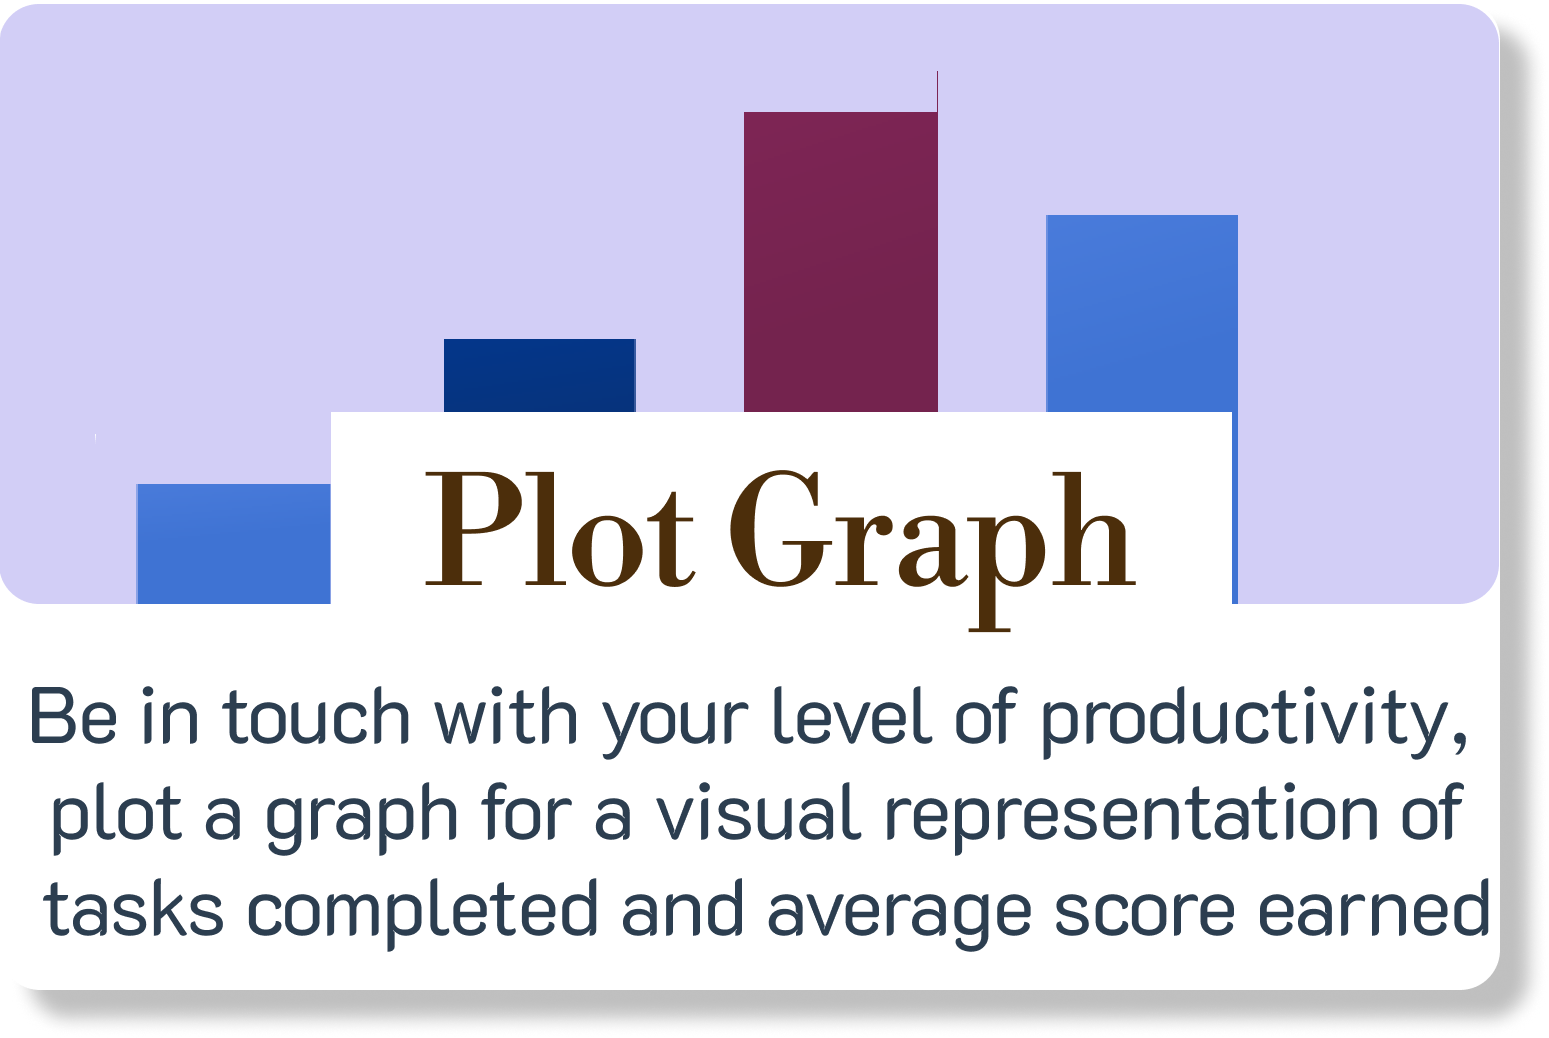 Plot Graph
Be in touch with your level of productivity,
plot a graph for a visual representation of
tasks completed and average score earned